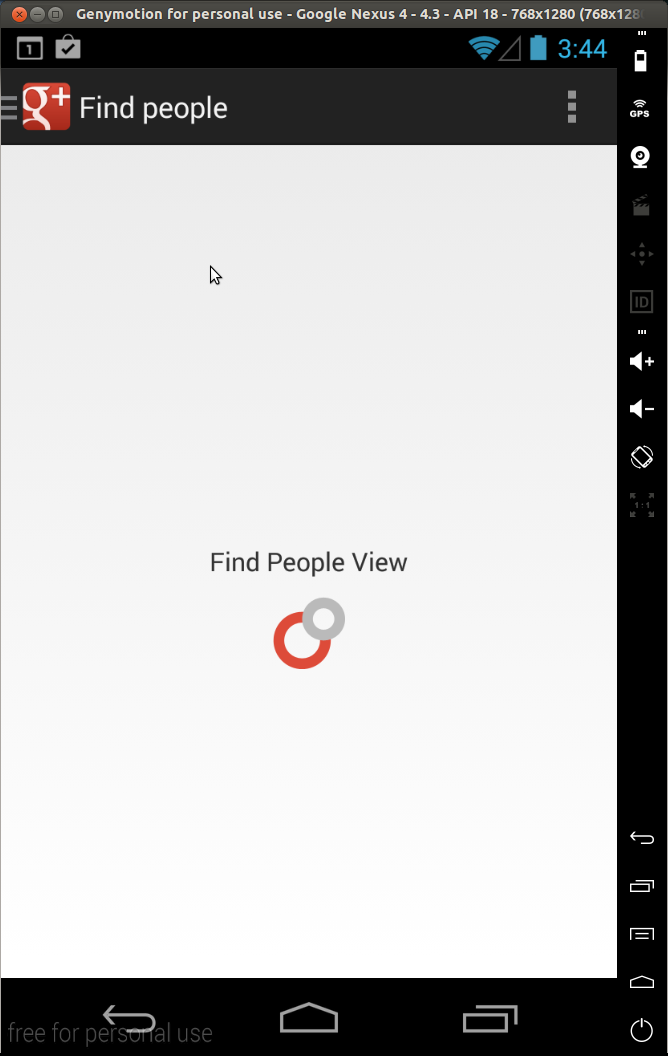 Genymotion for personal use - Google Nexus 4 - 4.3 - API 18 - 768x1280 (768x128
1
3:44
g+ Find people
GPS
ID
1:1
Find People View
free for personal use